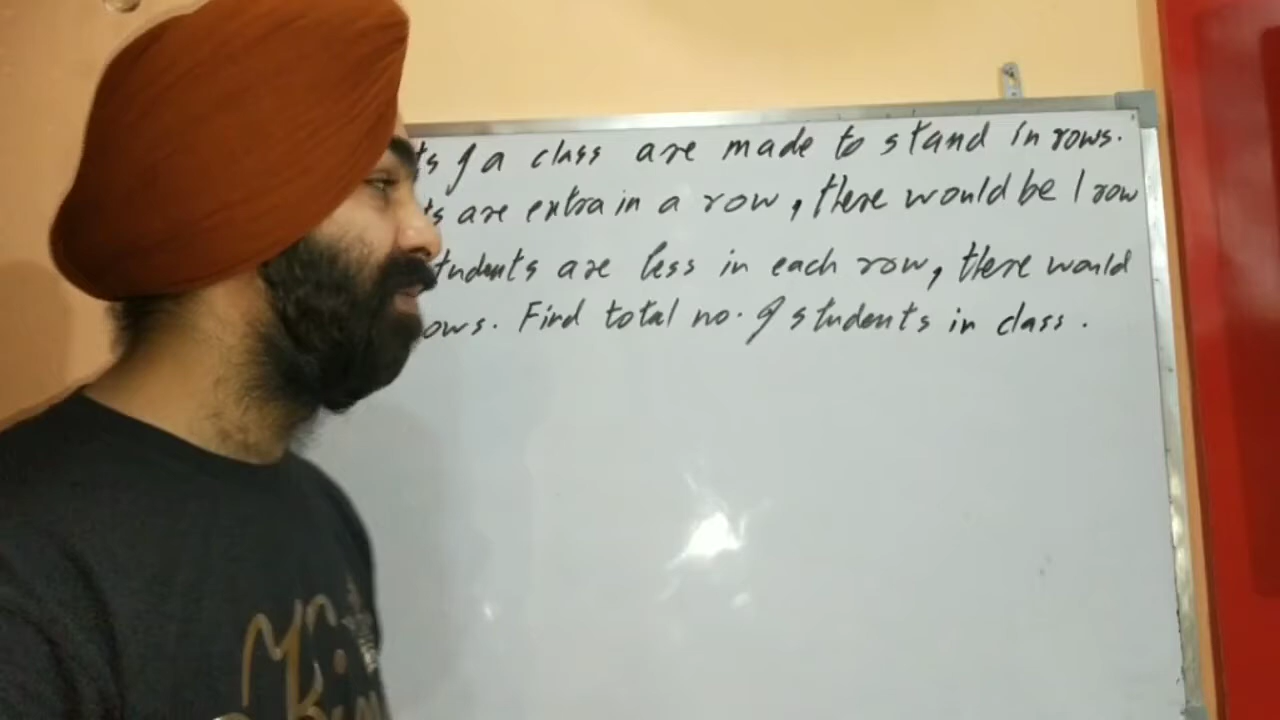 ts of a class are made to stand in rows.
ts are extra in a row, there would be 1 row
tudents are less in each row, there would
ows. Find total no. of students in class.